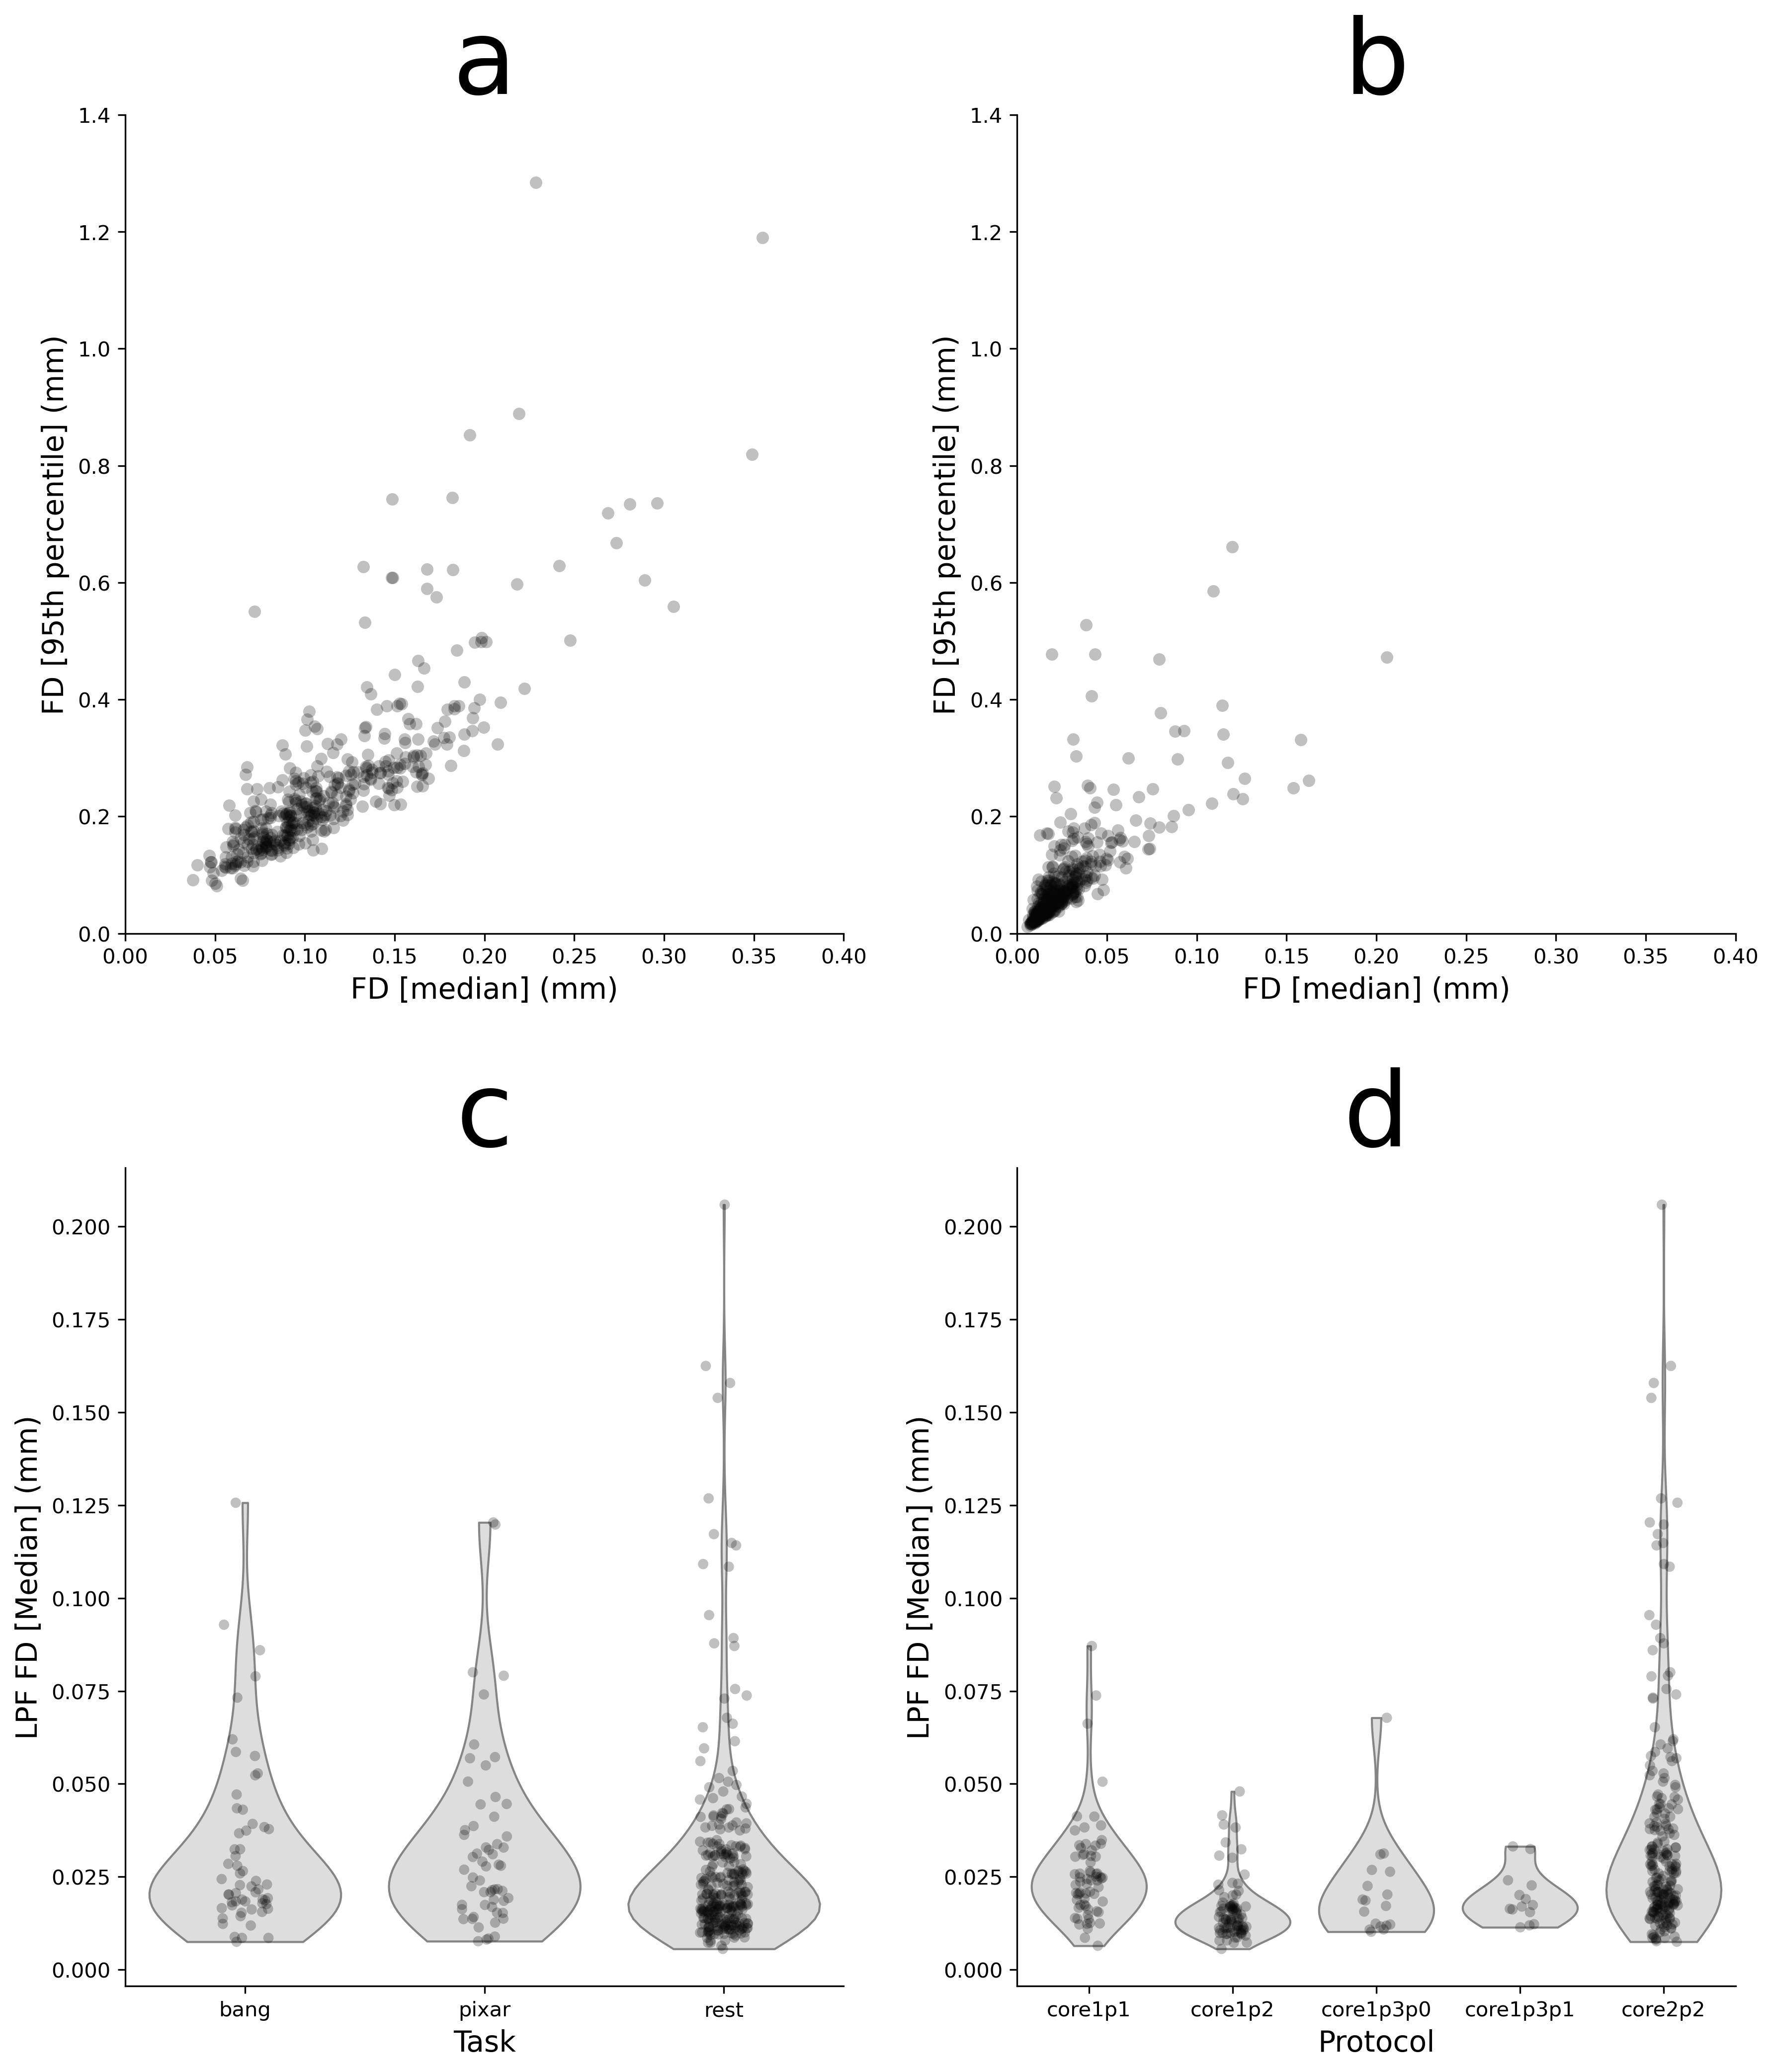 a
1.4
1.2
1.0
0.8
0.6
0.4
0.2
0.0
FD [95th percentile] (mm)
0.00 0.05 0.10 0.15 0.20 0.25 0.30 0.35 0.40
FD [median] (mm)
b
1.4
1.2
1.0
0.8
0.6
0.4
0.2
0.0
FD [95th percentile] (mm)
0.00 0.05 0.10 0.15 0.20 0.25 0.30 0.35 0.40
FD [median] (mm)
c
0.200
0.175
0.150
0.125
0.100
0.075
0.050
0.025
0.000
LPF FD [Median] (mm)
bang pixar rest
Task
d
0.200
0.175
0.150
0.125
0.100
0.075
0.050
0.025
0.000
LPF FD [Median] (mm)
core1p1 core1p2 core1p3p0 core1p3p1 core2p2
Protocol